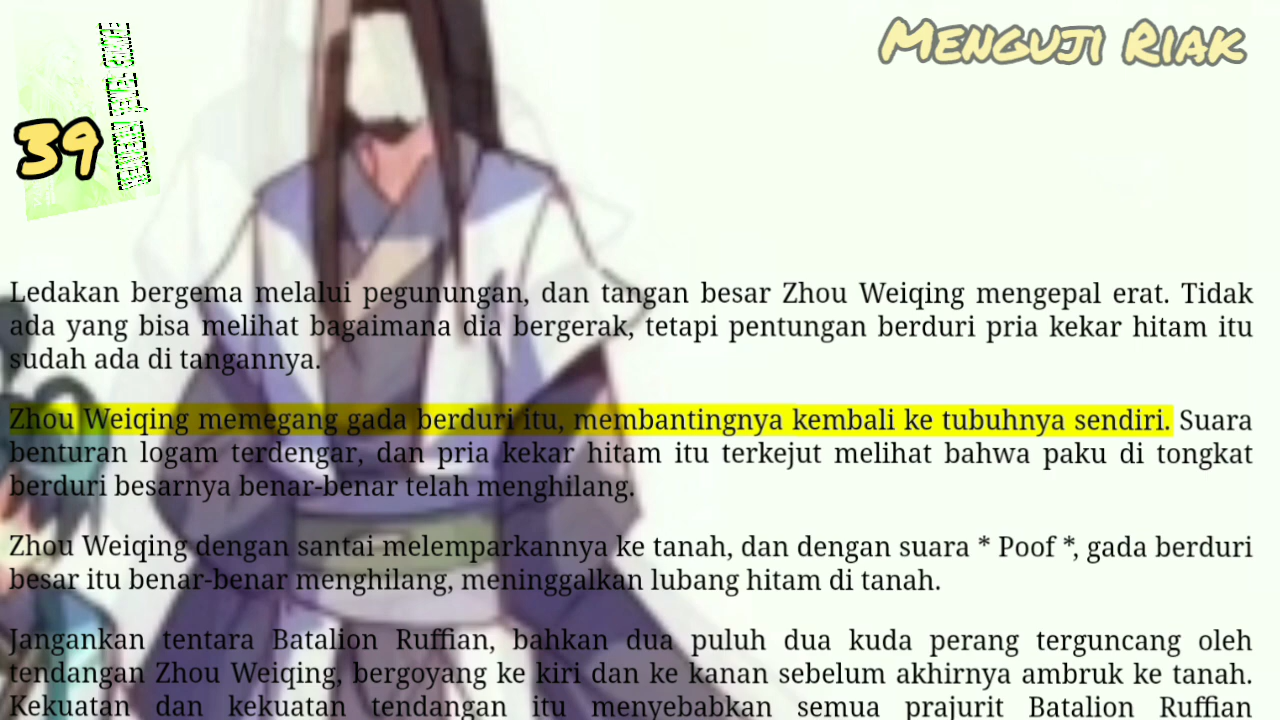 Menguji Riak
39
Ledakan bergema melalui pegunungan, dan tangan besar Zhou Weiqing mengepal erat. Tidak
ada yang bisa melihat bagaimana dia bergerak, tetapi pentungan berduri pria kekar hitam itu
sudah ada di tangannya.
Zhou Weiqing memegang gada berduri itu, membantingnya kembali ke tubuhnya sendiri. Suara
benturan logam terdengar, dan pria kekar hitam itu terkejut melihat bahwa paku di tongkat
berduri besarnya benar-benar telah menghilang.
Zhou Weiqing dengan santai melemparkannya ke tanah, dan dengan suara * Poof *, gada berduri
besar itu benar-benar menghilang, meninggalkan lubang hitam di tanah.
Jangankan tentara Batalion Ruffian, bahkan dua puluh dua kuda perang terguncang oleh
tendangan Zhou Weiqing, bergoyang ke kiri dan ke kanan sebelum akhirnya ambruk ke tanah.
Kekuatan dan kekuatan tendangan itu menyebabkan semua prajurit Batalion Ruffian